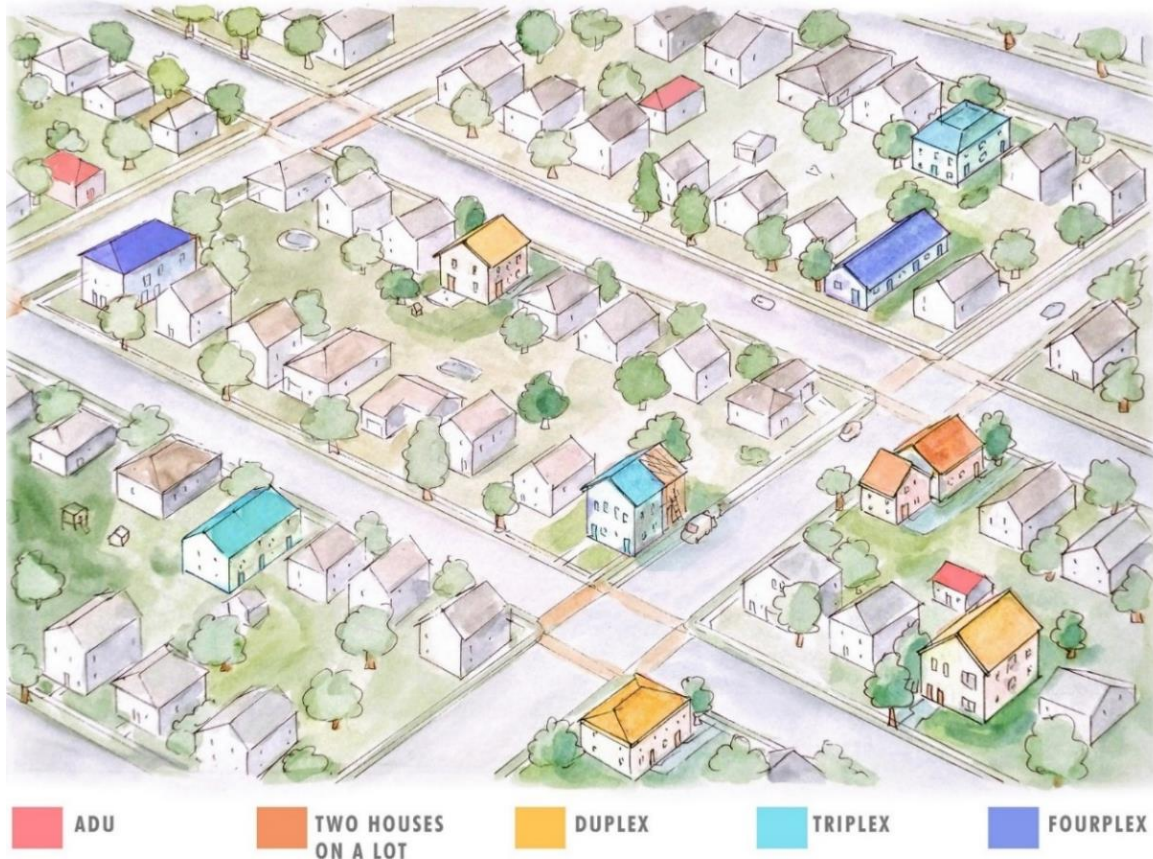 ADU
TWO HOUSES
ON A LOT
DUPLEX
TRIPLEX
FOURPLEX